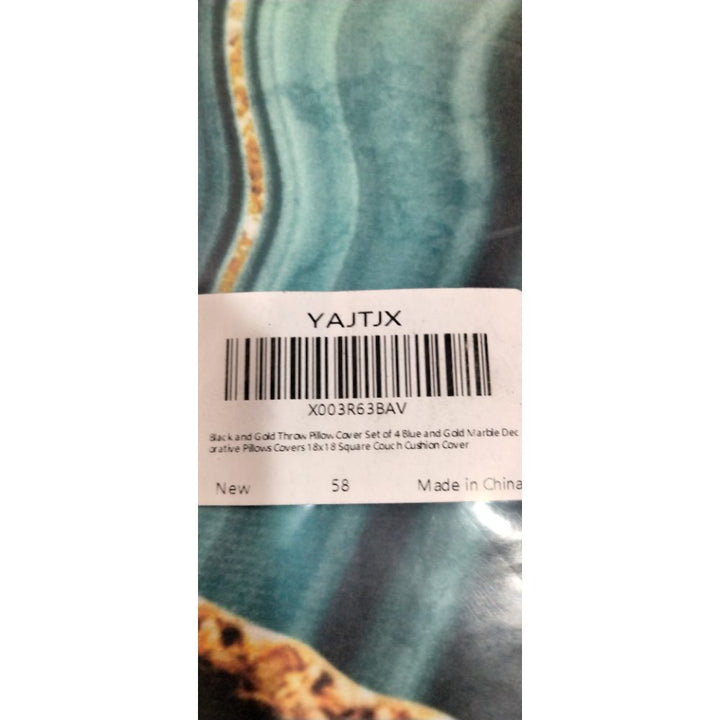 YAJTJX
X003R63BAV
Black and Gold Throw Pillow Cover Set of 4 Blue and Gold Marble Dec
orative Pillows Covers 18x18 Square Couch Cushion Cover
New 58 Made in China